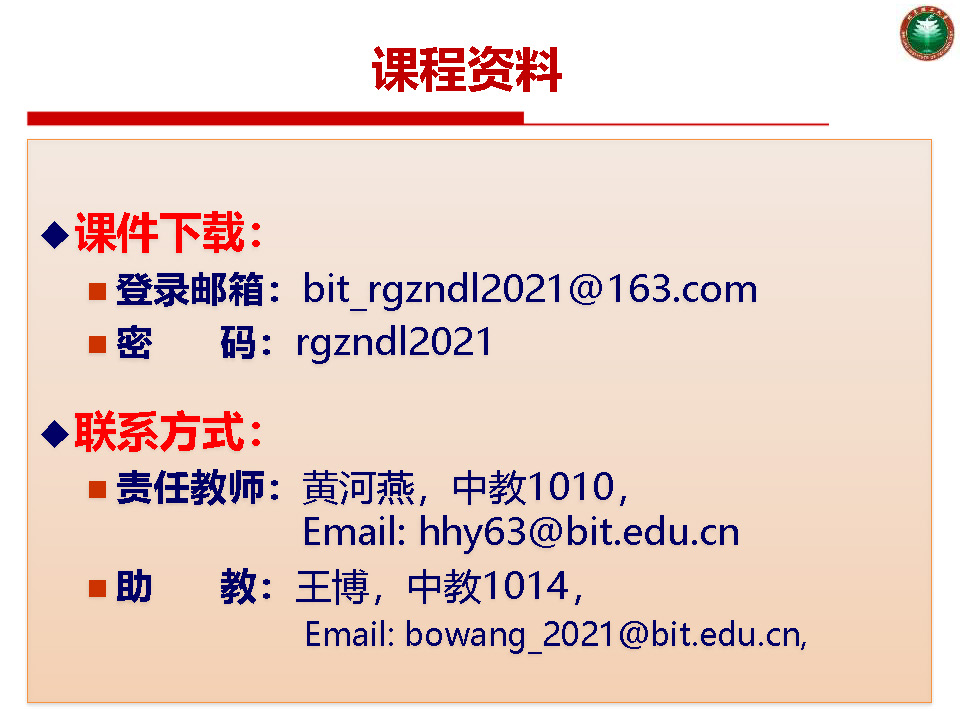 课程资料
课件下载：
登录邮箱：bit_rgzndl2021@163.com
密 码：rgzndl2021
联系方式：
责任教师：黄河燕，中教1010，
Email: hhy63@bit.edu.cn
助 教：王博，中教1014，
Email: bowang_2021@bit.edu.cn,